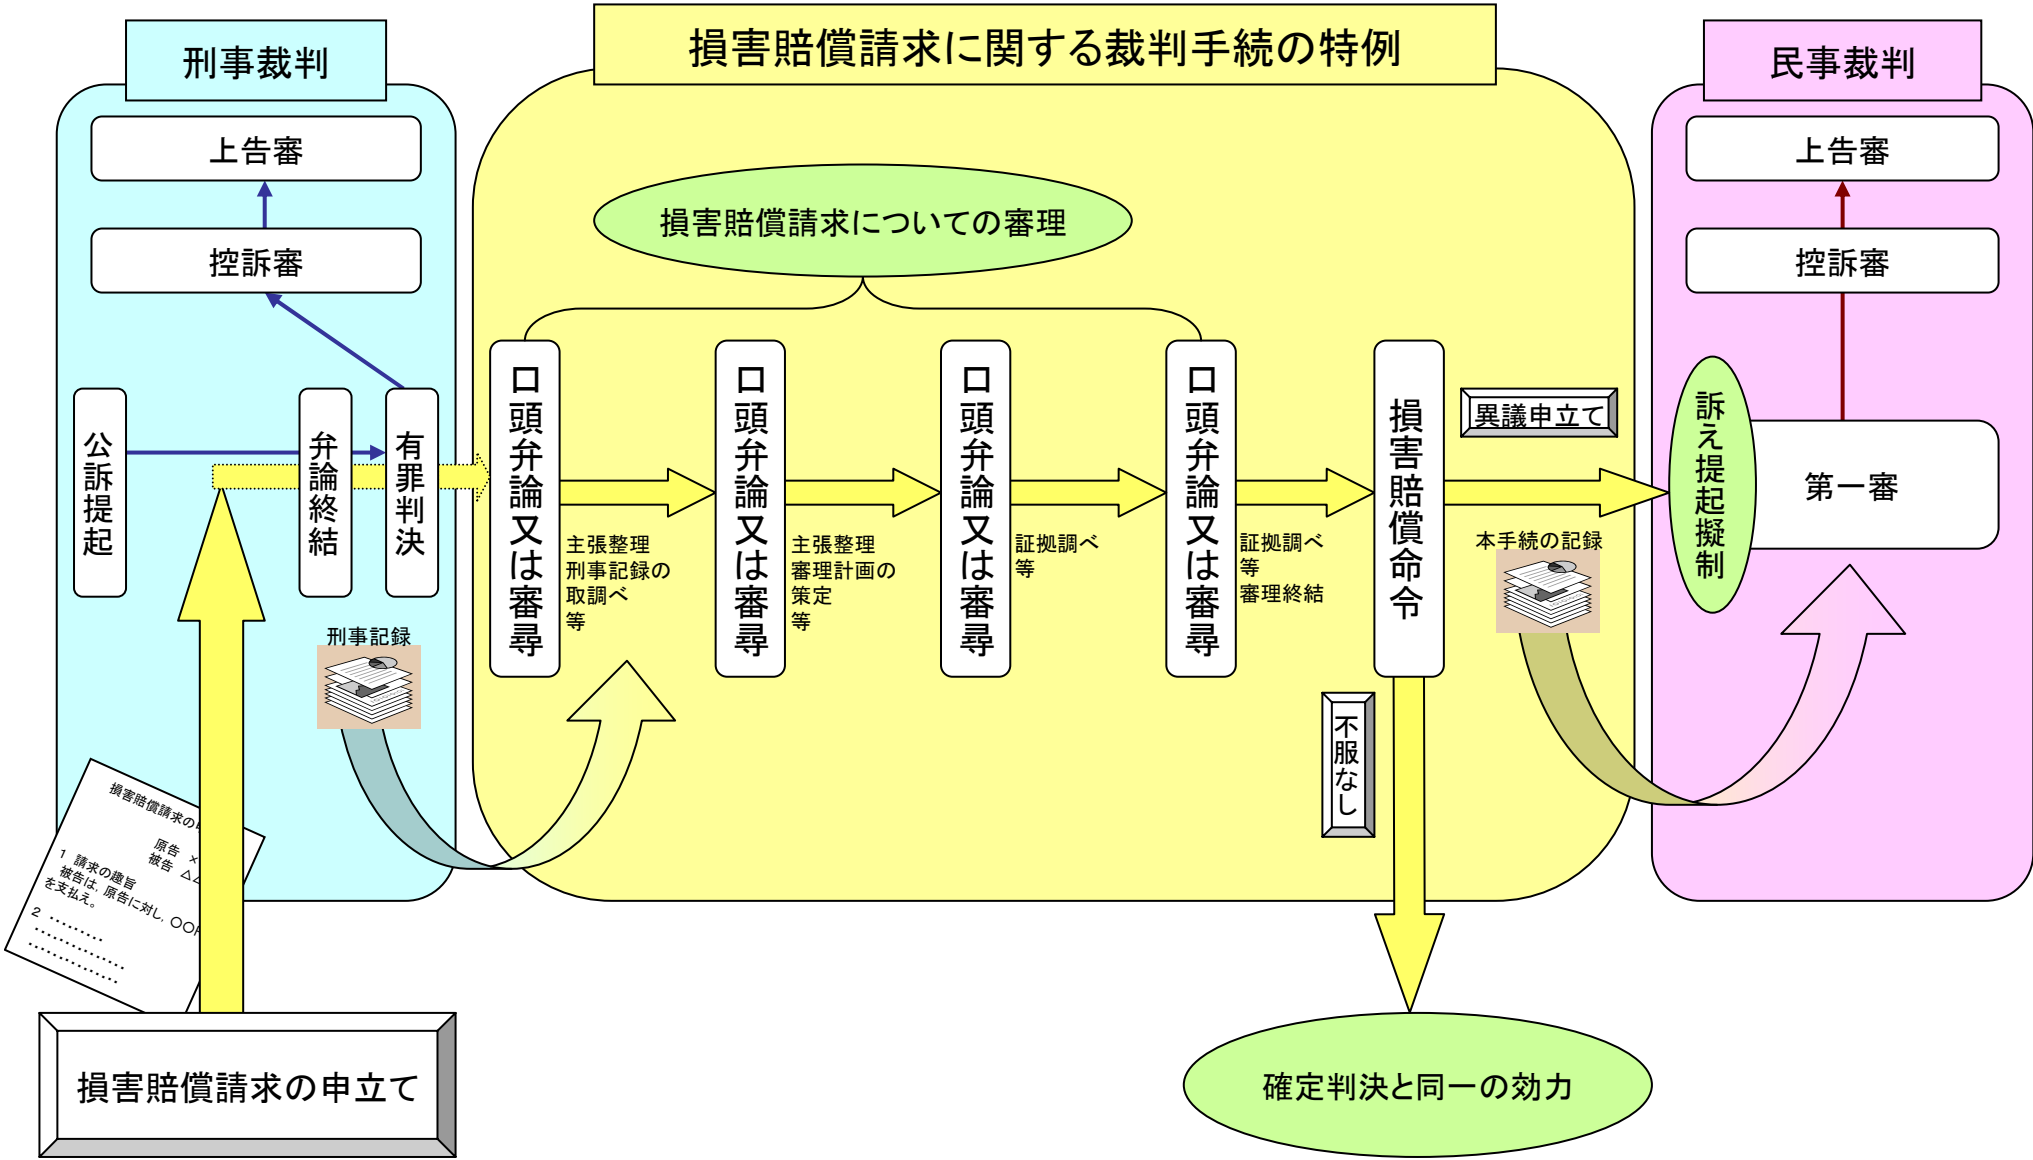 刑事裁判
上告審
控訴審
公訴提起
弁論終結
有罪判決
刑事記録
損害賠償請求の
原告 ×
被告 △
1 請求の趣旨
被告は,原告に対し,〇〇
を支払え。
2 ・・・・・・・・・
・・・・・・・・・・・・・・・
・・・・・・・・・・・・・・・
損害賠償請求の申立て
損害賠償請求に関する裁判手続の特例
損害賠償請求についての審理
口頭弁論又は審尋
主張整理
刑事記録の
取調べ
等
口頭弁論又は審尋
主張整理
審理計画の
策定
等
口頭弁論又は審尋
証拠調べ
等
口頭弁論又は審尋
証拠調べ
等
審理終結
損害賠償命令
異議申立て
本手続の記録
不服なし
確定判決と同一の効力
民事裁判
上告審
控訴審
訴え提起擬制
第一審